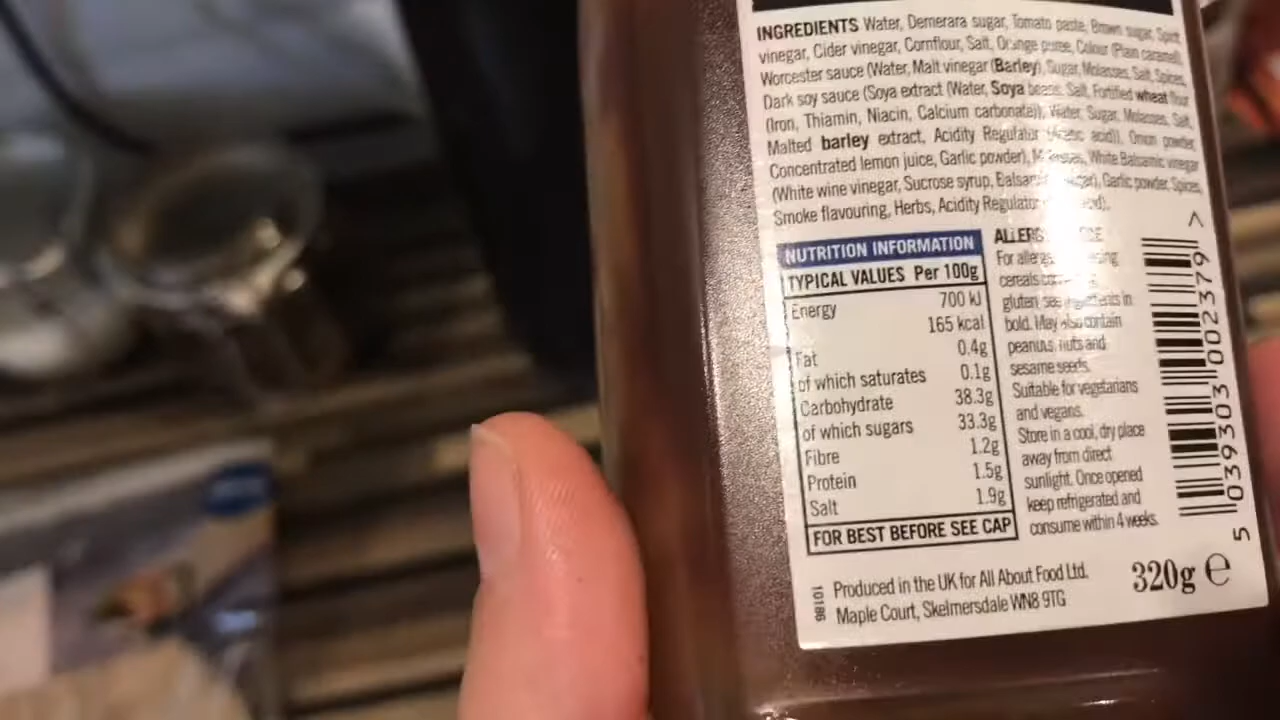 INGREDIENTS Water, Demerara sugar, Tomato paste, Brown sugar, Spirit
vinegar, Cider vinegar, Cornflour, Salt, Orange puree, Colour (Plain caramel),
Worcester sauce (Water, Malt vinegar (Barley), Sugar, Molasses, Salt, Spices,
Dark soy sauce (Soya extract (Water, Soya beans, Salt, Fortified wheat flour
(Iron, Thiamin, Niacin, Calcium carbonate)), Water, Sugar, Molasses, Salt,
Malted barley extract, Acidity Regulator acid)), Onion powder,
Concentrated lemon juice, Garlic powder), Molasses, White Balsamic vinegar
(White wine vinegar, Sucrose syrup, Balsamic vinegar), Garlic powder, Spices,
Smoke flavouring, Herbs, Acidity Regulator
NUTRITION INFORMATION
TYPICAL VALUES Per 100g
Energy 700 kJ
165 kcal
Fat 0.4g
of which saturates 0.1g
Carbohydrate 38.3g
of which sugars 33.3g
Fibre 1.2g
Protein 1.5g
Salt 1.9g
FOR BEST BEFORE SEE CAP
For
cereals
gluten, see ingredients in
bold. May also contain
peanuts, nuts and
sesame seeds.
Suitable for vegetarians
and vegans.
Store in a cool, dry place
away from direct
sunlight. Once opened
keep refrigerated and
consume within 4 weeks.
5 039303 002379 >
10186
Produced in the UK for All About Food Ltd.
Maple Court, Skelmersdale WN8 9TG
320g e